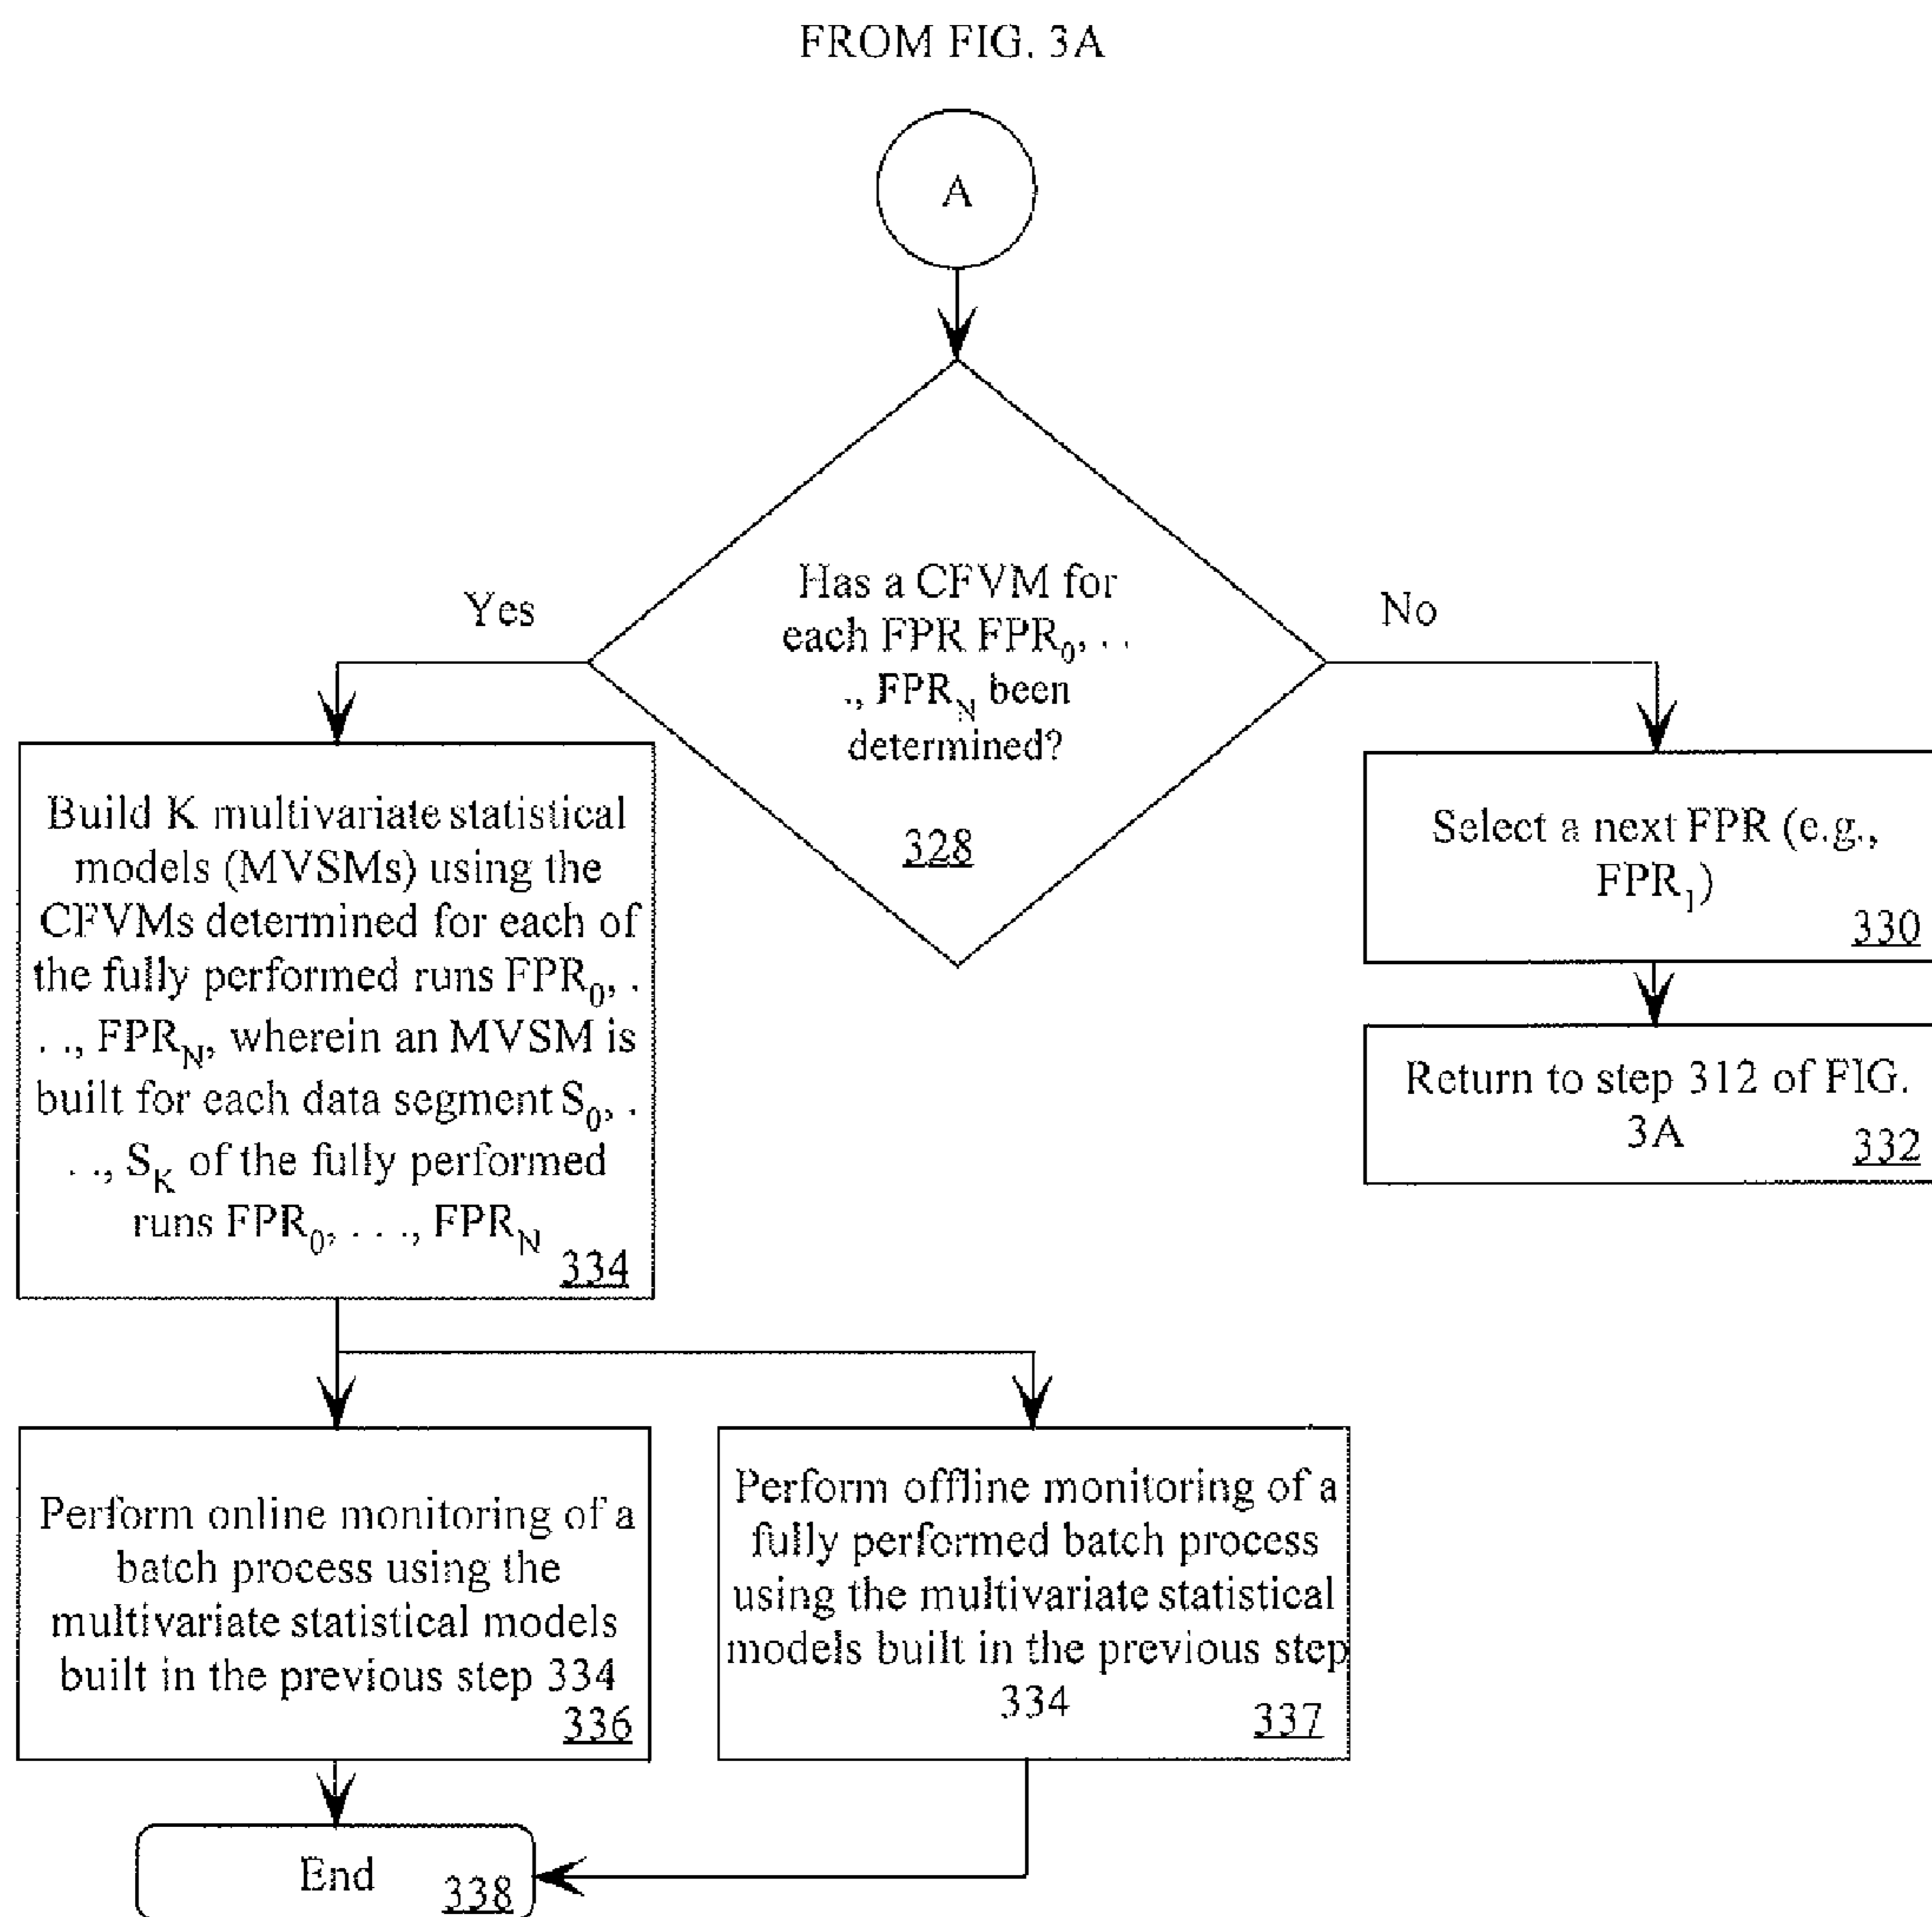 FROM FIG. 3A
A
Has a CFVM for
each FPR FPR₀, . .
., FPR_N been
determined?
328
Yes
No
Build K multivariate statistical
models (MVSMs) using the
CFVMs determined for each of
the fully performed runs FPR₀, .
. ., FPR_N, wherein an MVSM is
built for each data segment S₀, .
. ., S_K of the fully performed
runs FPR₀, . . ., FPR_N
334
Select a next FPR (e.g.,
FPR₁)
330
Return to step 312 of FIG.
3A
332
Perform online monitoring of a
batch process using the
multivariate statistical models
built in the previous step 334
336
Perform offline monitoring of a
fully performed batch process
using the multivariate statistical
models built in the previous step
334
337
End
338